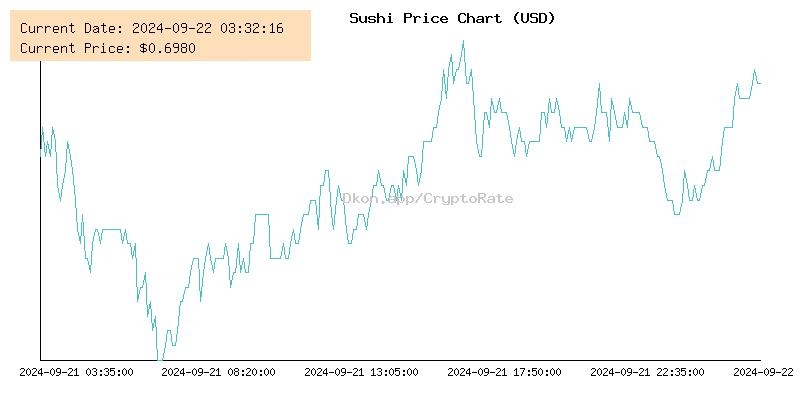 Sushi Price Chart (USD)
Current Date: 2024-09-22 03:32:16
Current Price: $0.6980
Dkon.app/CryptoRate
2024-09-21 03:35:00 2024-09-21 08:20:00 2024-09-21 13:05:00 2024-09-21 17:50:00 2024-09-21 22:35:00 2024-09-22